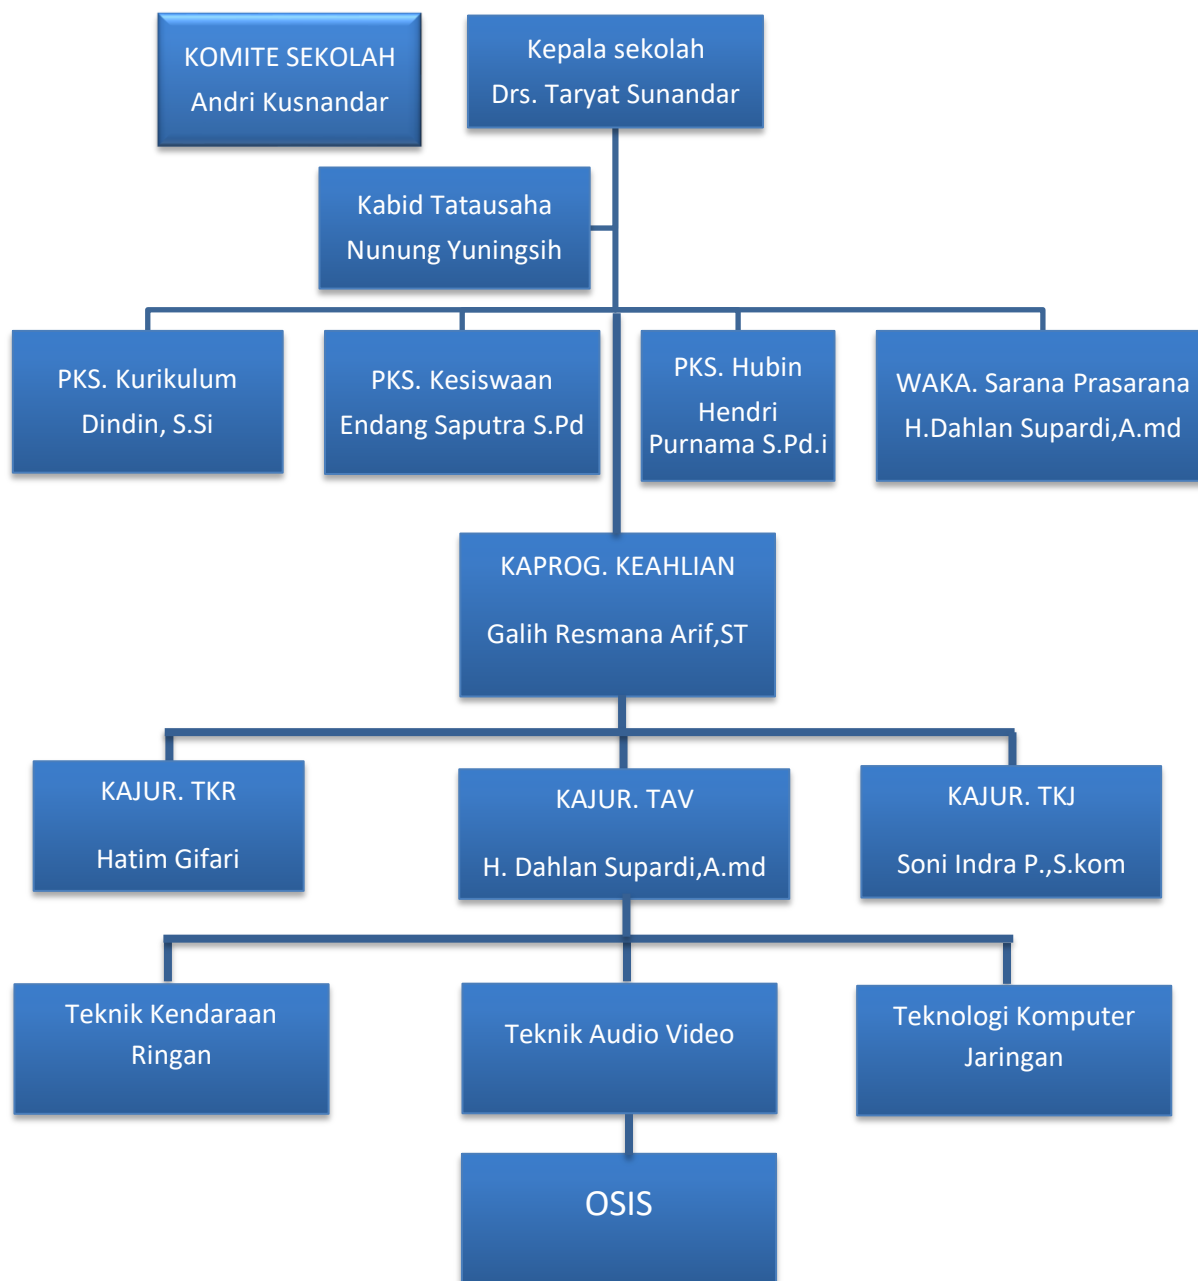 KOMITE SEKOLAH
Andri Kusnandar
Kepala sekolah
Drs. Taryat Sunandar
Kabid Tatausaha
Nunung Yuningsih
PKS. Kurikulum
Dindin, S.Si
PKS. Kesiswaan
Endang Saputra S.Pd
PKS. Hubin
Hendri
Purnama S.Pd.i
WAKA. Sarana Prasarana
H.Dahlan Supardi,A.md
KAPROG. KEAHLIAN
Galih Resmana Arif,ST
KAJUR. TKR
Hatim Gifari
KAJUR. TAV
H. Dahlan Supardi,A.md
KAJUR. TKJ
Soni Indra P.,S.kom
Teknik Kendaraan
Ringan
Teknik Audio Video
Teknologi Komputer
Jaringan
OSIS